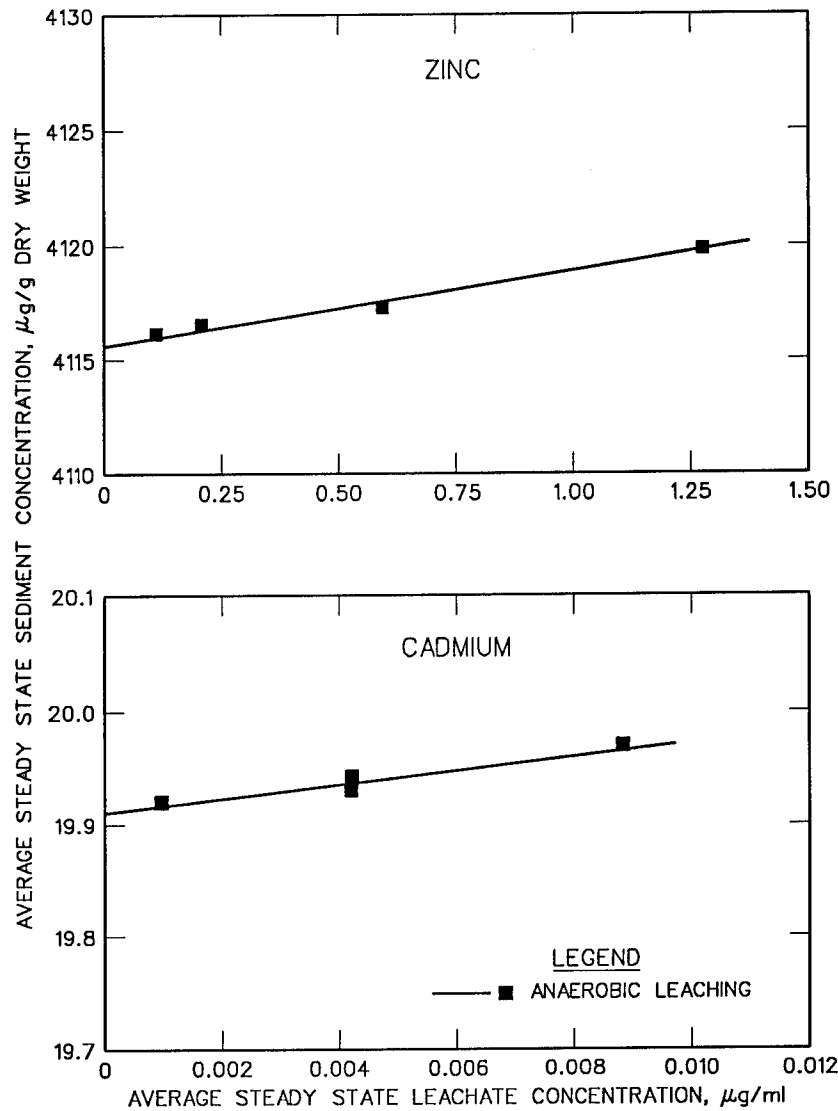 AVERAGE STEADY STATE SEDIMENT CONCENTRATION, μg/g DRY WEIGHT
ZINC
4130
4125
4120
4115
4110
0 0.25 0.50 0.75 1.00 1.25 1.50
CADMIUM
20.1
20.0
19.9
19.8
19.7
LEGEND
ANAEROBIC LEACHING
0 0.002 0.004 0.006 0.008 0.010 0.012
AVERAGE STEADY STATE LEACHATE CONCENTRATION, μg/ml